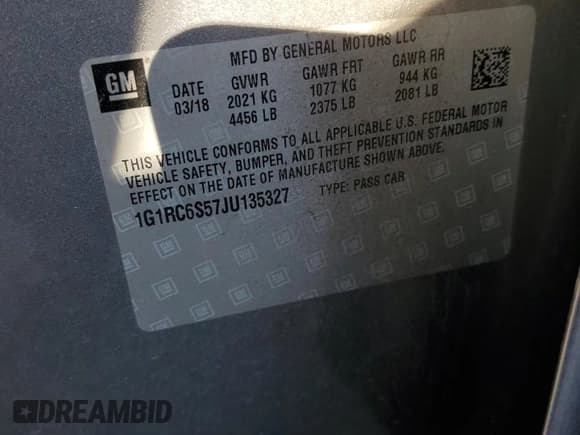 MFD BY GENERAL MOTORS LLC
GM
DATE GVWR GAWR FRT GAWR RR
03/18 2021 KG 1077 KG 944 KG
4456 LB 2375 LB 2081 LB
THIS VEHICLE CONFORMS TO ALL APPLICABLE U.S. FEDERAL MOTOR
VEHICLE SAFETY, BUMPER, AND THEFT PREVENTION STANDARDS IN
EFFECT ON THE DATE OF MANUFACTURE SHOWN ABOVE.
1G1RC6S57JU135327 TYPE: PASS CAR
DREAMBID